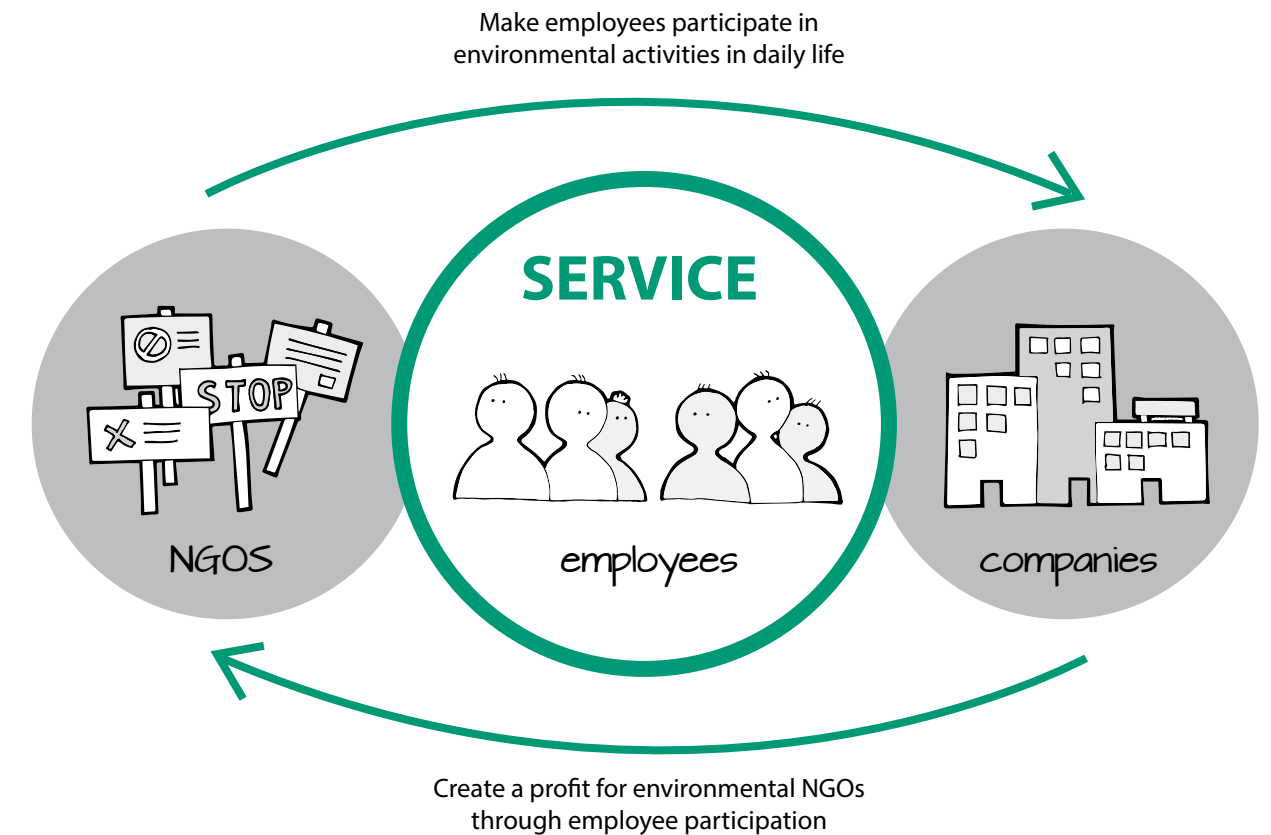 Make employees participate in
environmental activities in daily life
SERVICE
STOP
NGOS
employees
companies
Create a profit for environmental NGOs
through employee participation